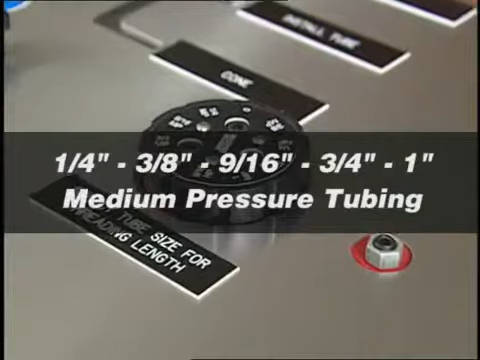 INSTALL TUBE
CONE
1/4" - 3/8" - 9/16" - 3/4" - 1"
Medium Pressure Tubing
TUBE SIZE FOR
THREADING LENGTH